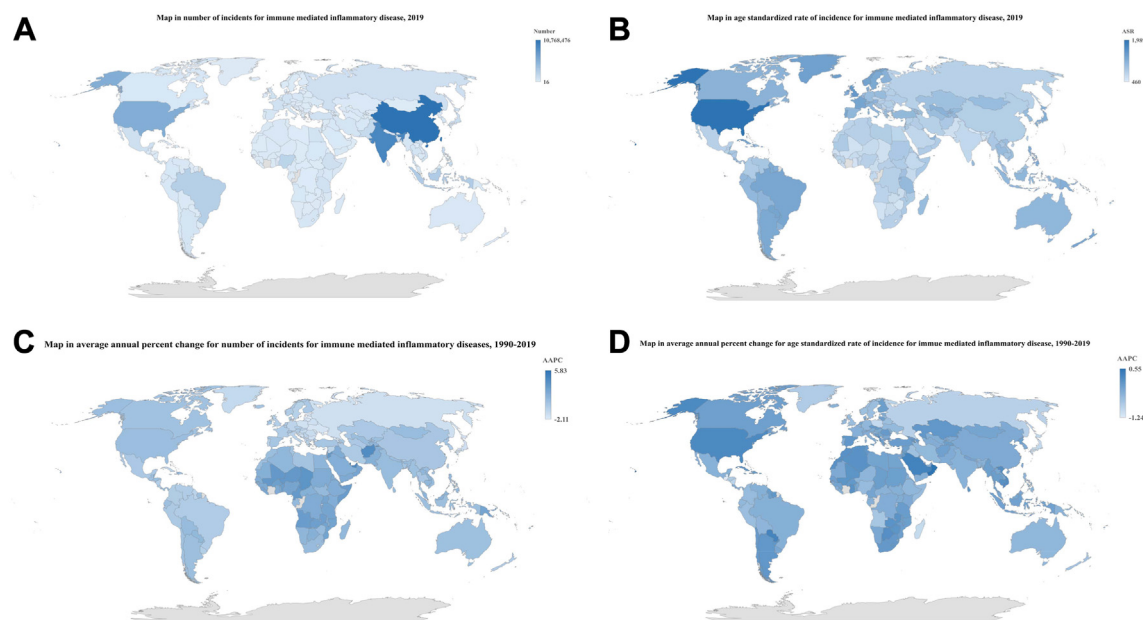 A
Map in number of incidents for immune mediated inflammatory disease, 2019
Number
10,760,476
16
B
Map in age standardized rate of incidence for immune mediated inflammatory disease, 2019
ASR
460
C
Map in average annual percent change for number of incidents for immune mediated inflammatory diseases, 1990-2019
AAPC
5.83
-2.11
D
Map in average annual percent change for age standardized rate of incidence for immue mediated inflammatory disease, 1990-2019
AAPC
0.55
-1.24